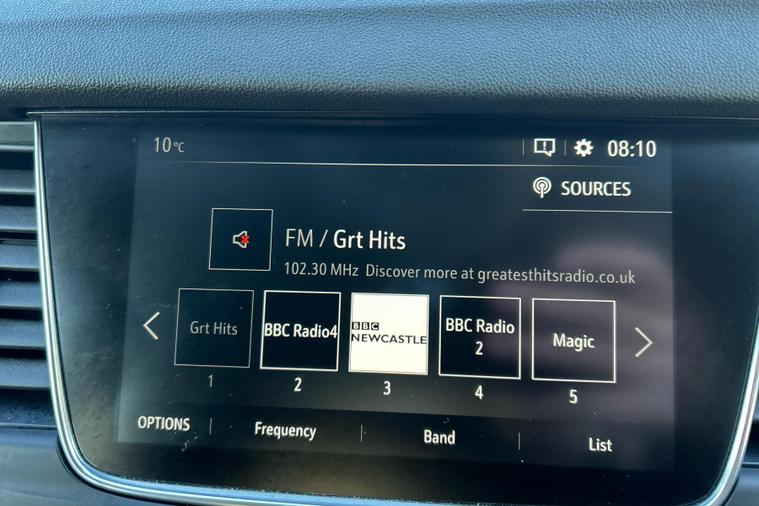 10°C 08:10
SOURCES
FM / Grt Hits
102.30 MHz Discover more at greatesthitsradio.co.uk
Grt Hits
BBC Radio4
BBC NEWCASTLE
BBC Radio 2
Magic
1 2 3 4 5
OPTIONS Frequency Band List